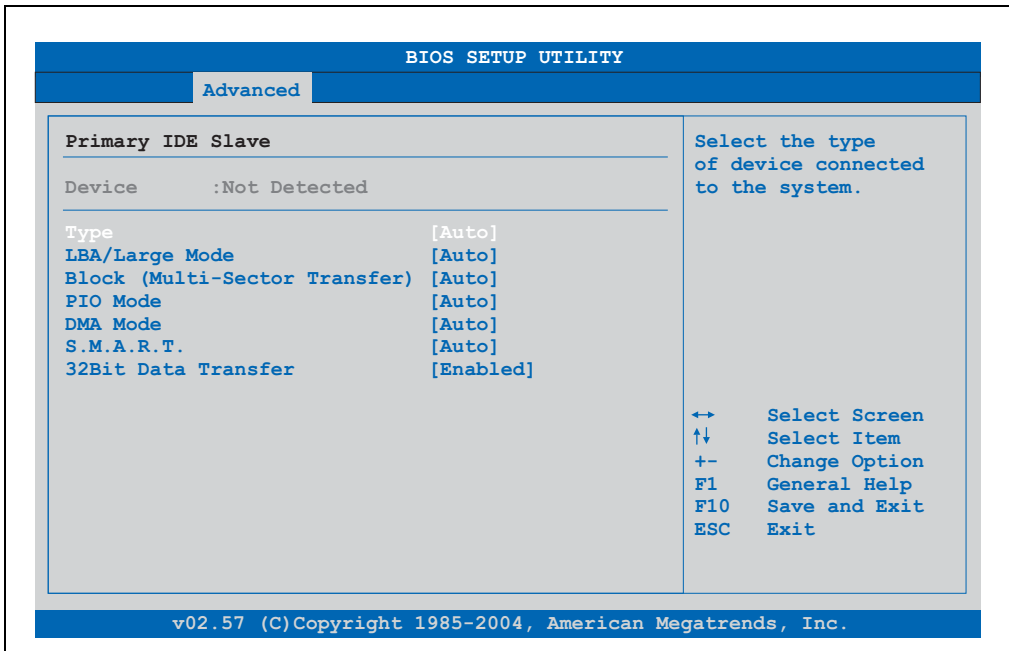 BIOS SETUP UTILITY
Advanced
Primary IDE Slave
Device :Not Detected
Type [Auto]
LBA/Large Mode [Auto]
Block (Multi-Sector Transfer) [Auto]
PIO Mode [Auto]
DMA Mode [Auto]
S.M.A.R.T. [Auto]
32Bit Data Transfer [Enabled]
Select the type
of device connected
to the system.
↔ Select Screen
↑↓ Select Item
+- Change Option
F1 General Help
F10 Save and Exit
ESC Exit
v02.57 (C)Copyright 1985-2004, American Megatrends, Inc.